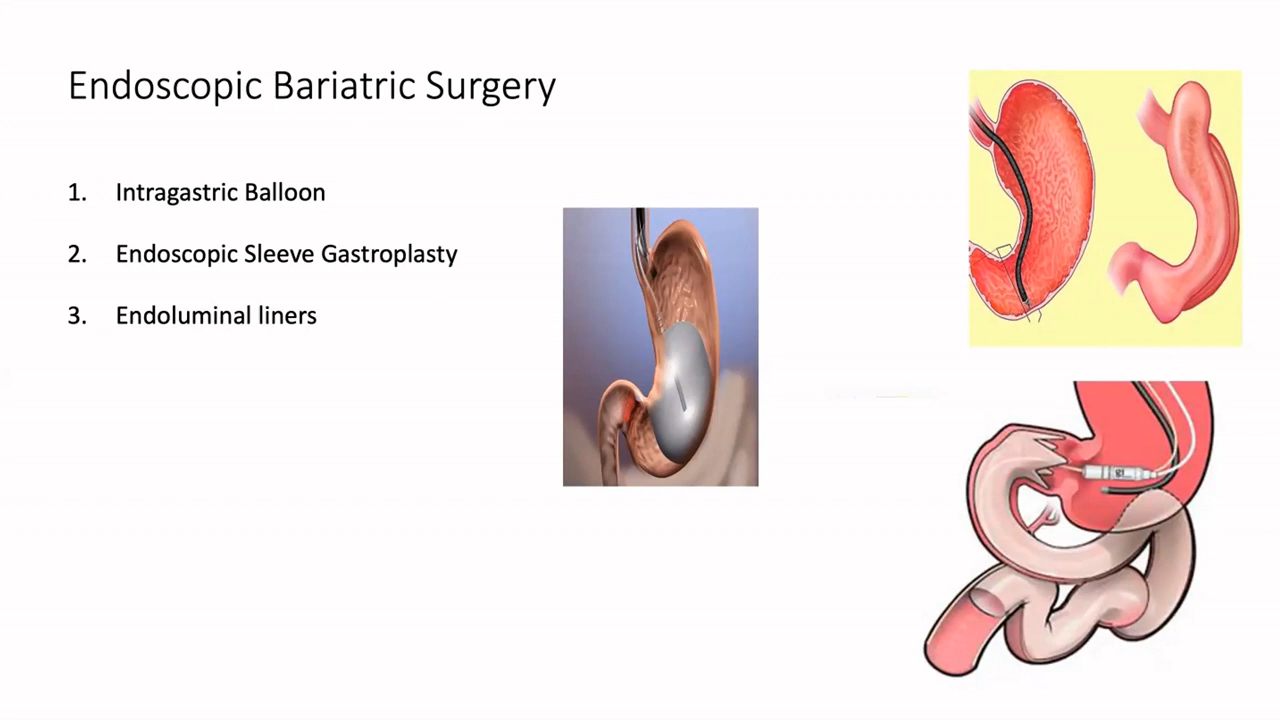 Endoscopic Bariatric Surgery
1. Intragastric Balloon
2. Endoscopic Sleeve Gastroplasty
3. Endoluminal liners